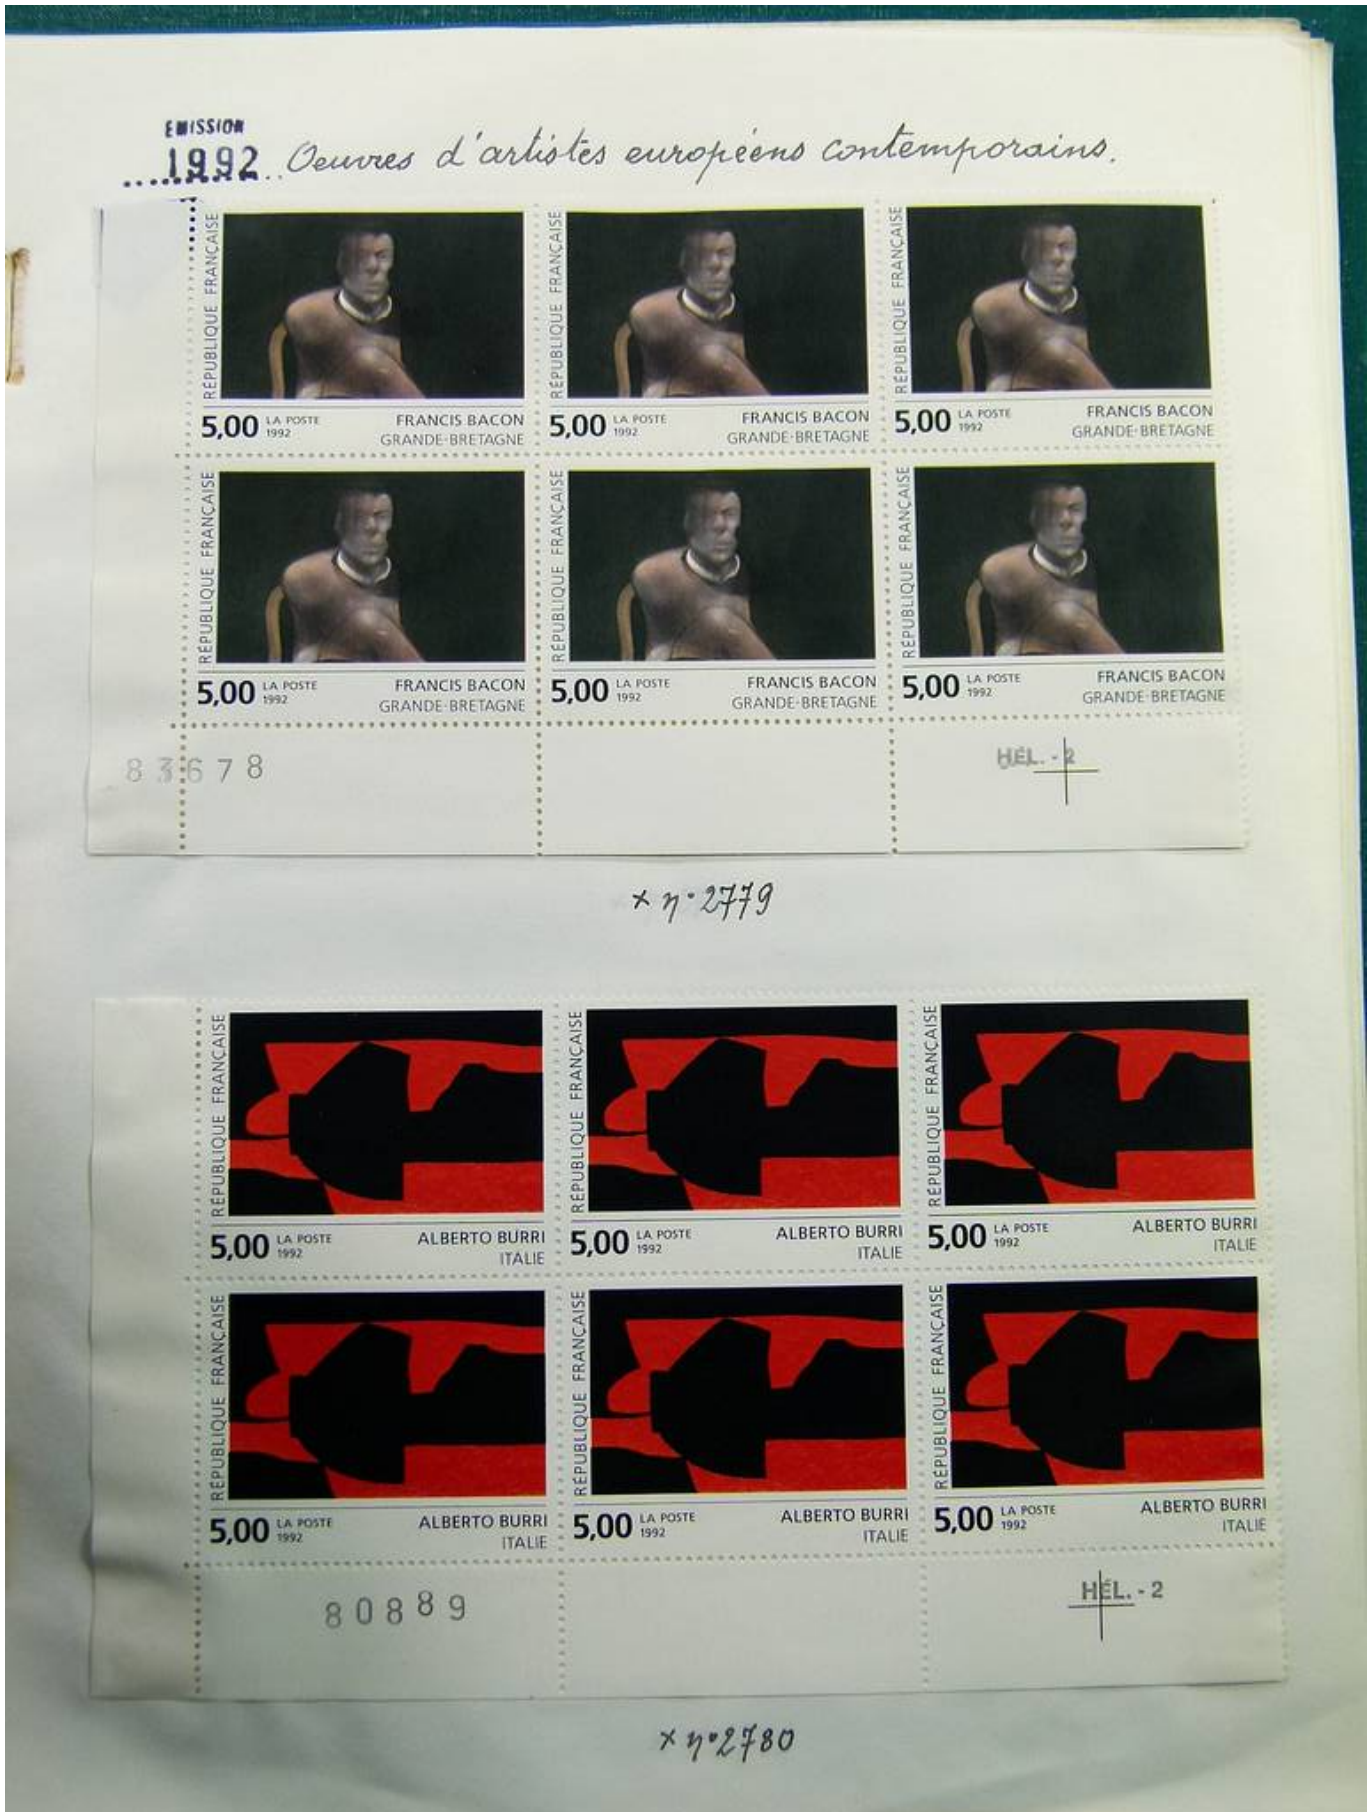 EMISSION
1992 Oeuvres d'artistes européens contemporains.
RÉPUBLIQUE FRANÇAISE RÉPUBLIQUE FRANÇAISE RÉPUBLIQUE FRANÇAISE
5,00 LA POSTE 1992 FRANCIS BACON GRANDE-BRETAGNE 5,00 LA POSTE 1992 FRANCIS BACON GRANDE-BRETAGNE 5,00 LA POSTE 1992 FRANCIS BACON GRANDE-BRETAGNE
RÉPUBLIQUE FRANÇAISE RÉPUBLIQUE FRANÇAISE RÉPUBLIQUE FRANÇAISE
5,00 LA POSTE 1992 FRANCIS BACON GRANDE-BRETAGNE 5,00 LA POSTE 1992 FRANCIS BACON GRANDE-BRETAGNE 5,00 LA POSTE 1992 FRANCIS BACON GRANDE-BRETAGNE
83678 HÉL. - 2
x n° 2779
RÉPUBLIQUE FRANÇAISE RÉPUBLIQUE FRANÇAISE RÉPUBLIQUE FRANÇAISE
5,00 LA POSTE 1992 ALBERTO BURRI ITALIE 5,00 LA POSTE 1992 ALBERTO BURRI ITALIE 5,00 LA POSTE 1992 ALBERTO BURRI ITALIE
RÉPUBLIQUE FRANÇAISE RÉPUBLIQUE FRANÇAISE RÉPUBLIQUE FRANÇAISE
5,00 LA POSTE 1992 ALBERTO BURRI ITALIE 5,00 LA POSTE 1992 ALBERTO BURRI ITALIE 5,00 LA POSTE 1992 ALBERTO BURRI ITALIE
80889 HÉL. - 2
x n° 2780